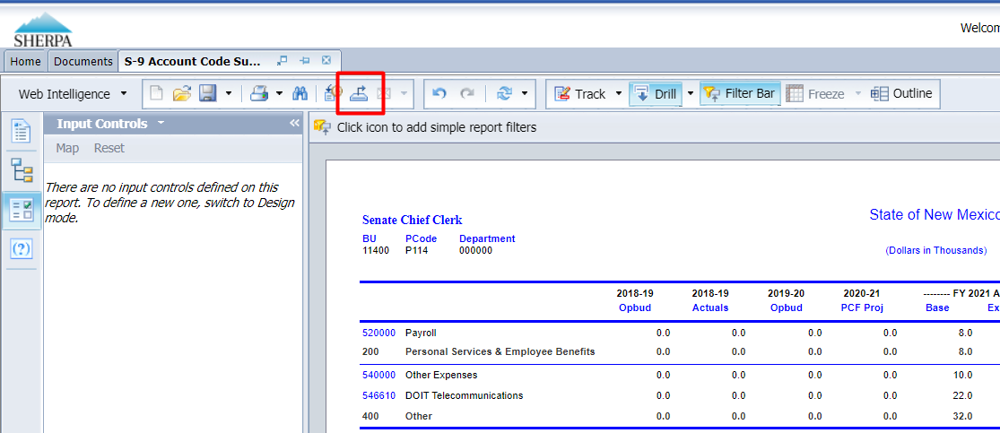 SHERPA
Welcom
Home Documents S-9 Account Code Su...
Web Intelligence Track Drill Filter Bar Freeze Outline
Input Controls «
Map Reset
There are no input controls defined on this
report. To define a new one, switch to Design
mode.
Click icon to add simple report filters
Senate Chief Clerk State of New Mexico
BU PCode Department
11400 P114 000000 (Dollars in Thousands)
2018-19 2018-19 2019-20 2020-21 -------- FY 2021 A
Opbud Actuals Opbud PCF Proj Base Ex
520000 Payroll 0.0 0.0 0.0 0.0 8.0
200 Personal Services & Employee Benefits 0.0 0.0 0.0 0.0 8.0
540000 Other Expenses 0.0 0.0 0.0 0.0 10.0
546610 DOIT Telecommunications 0.0 0.0 0.0 0.0 22.0
400 Other 0.0 0.0 0.0 0.0 32.0